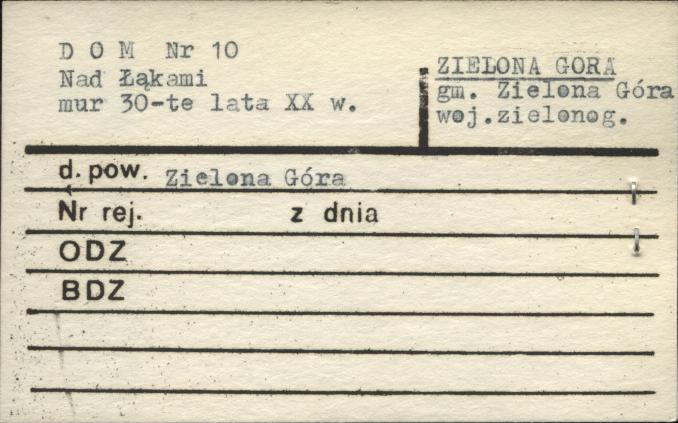 D O M Nr 10
Nad Łąkami
mur 30-te lata XX w.
ZIELONA GORA
gm. Zielona Góra
woj.zielonog.
d. pow. Zielona Góra
Nr rej. z dnia
ODZ
BDZ